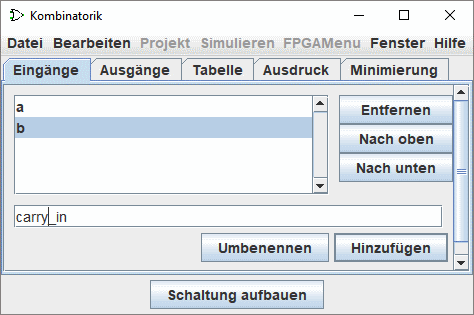 Kombinatorik
Datei Bearbeiten Projekt Simulieren FPGAMenu Fenster Hilfe
Eingänge Ausgänge Tabelle Ausdruck Minimierung
a
b
Entfernen
Nach oben
Nach unten
carry_in
Umbenennen Hinzufügen
Schaltung aufbauen